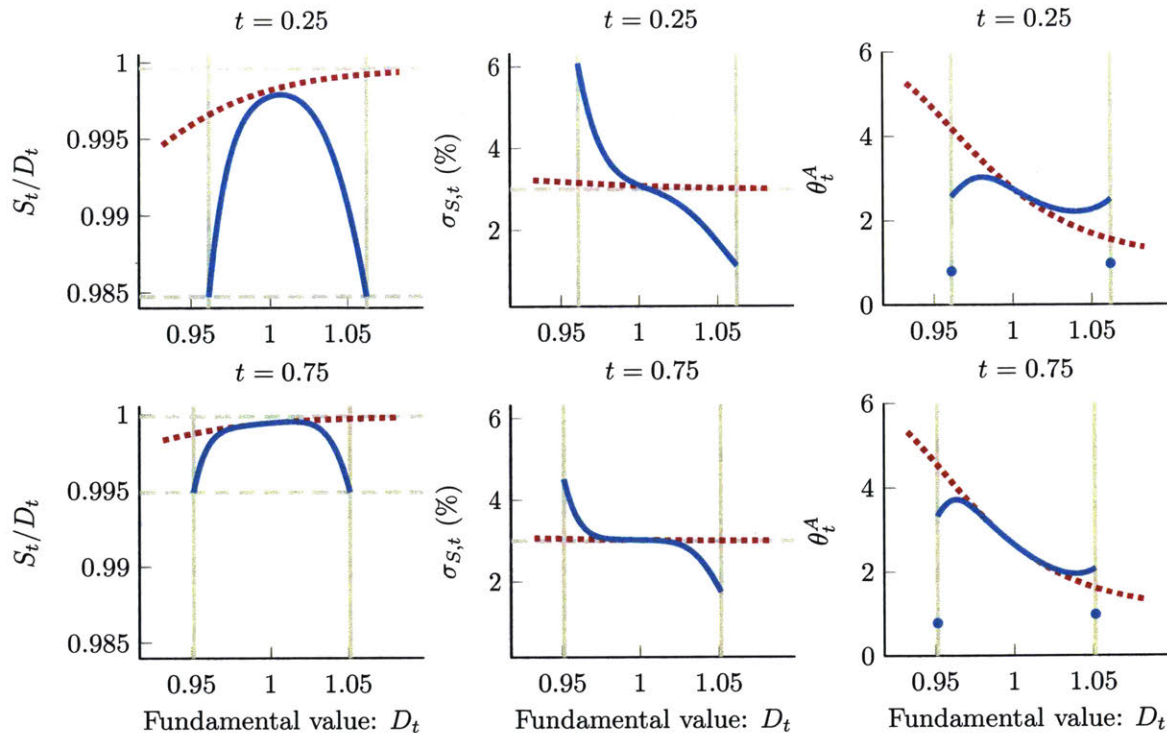 t = 0.25
S_t/D_t
1
0.995
0.99
0.985
0.95 1 1.05
t = 0.25
σ_{S,t} (%)
6
4
2
0.95 1 1.05
t = 0.25
θ_t^A
6
4
2
0
0.95 1 1.05
t = 0.75
S_t/D_t
1
0.995
0.99
0.985
0.95 1 1.05
Fundamental value: D_t
t = 0.75
σ_{S,t} (%)
6
4
2
0.95 1 1.05
Fundamental value: D_t
t = 0.75
θ_t^A
6
4
2
0
0.95 1 1.05
Fundamental value: D_t